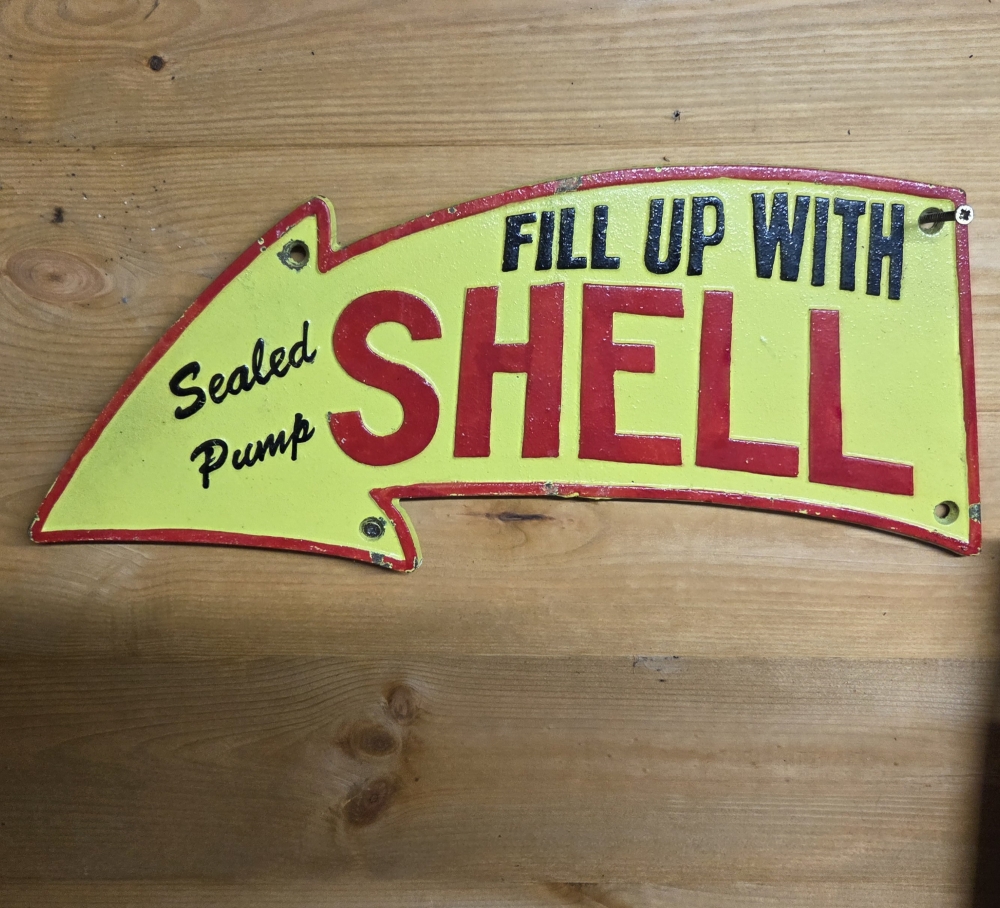 FILL UP WITH
SHELL
Sealed
Pump